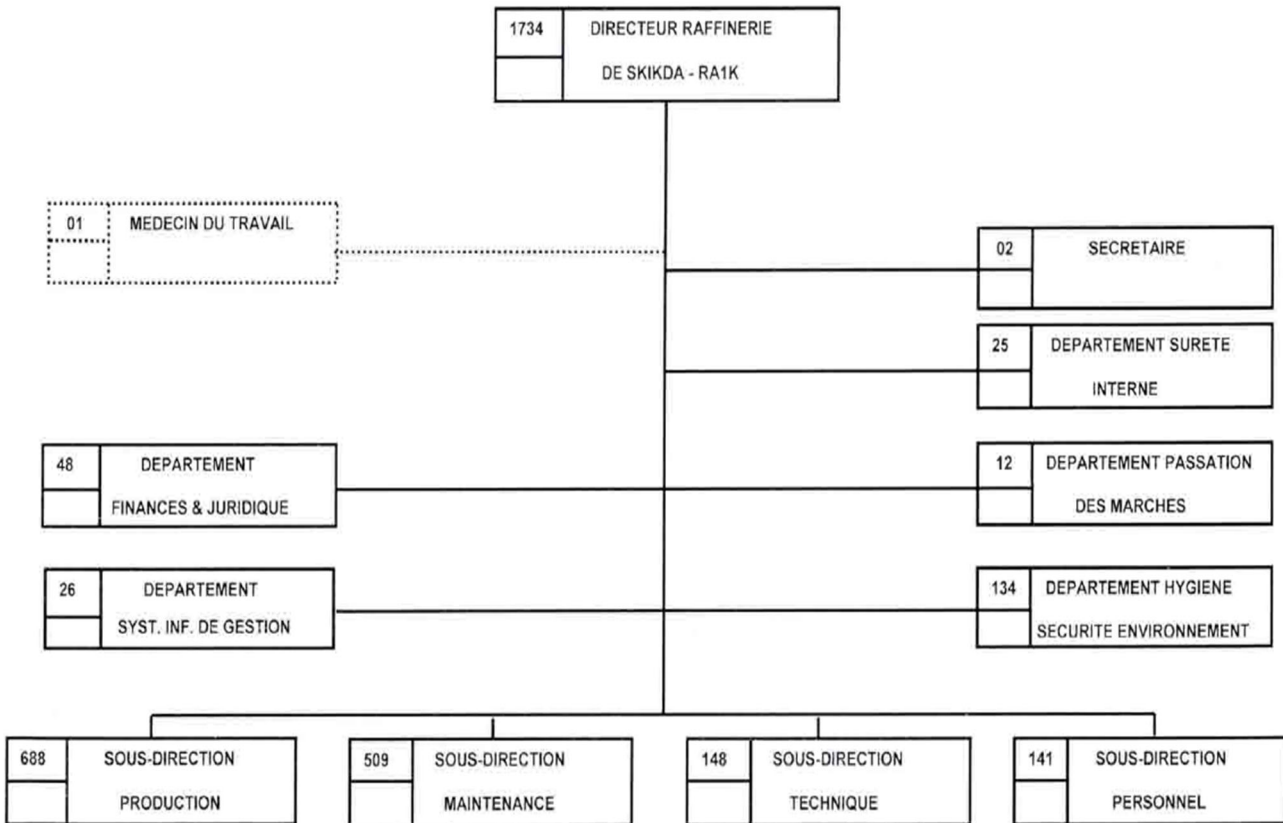 1734 DIRECTEUR RAFFINERIE
DE SKIKDA - RA1K
01 MEDECIN DU TRAVAIL
02 SECRETAIRE
25 DEPARTEMENT SURETE
INTERNE
48 DEPARTEMENT
FINANCES & JURIDIQUE
12 DEPARTEMENT PASSATION
DES MARCHES
26 DEPARTEMENT
SYST. INF. DE GESTION
134 DEPARTEMENT HYGIENE
SECURITE ENVIRONNEMENT
688 SOUS-DIRECTION
PRODUCTION
509 SOUS-DIRECTION
MAINTENANCE
148 SOUS-DIRECTION
TECHNIQUE
141 SOUS-DIRECTION
PERSONNEL